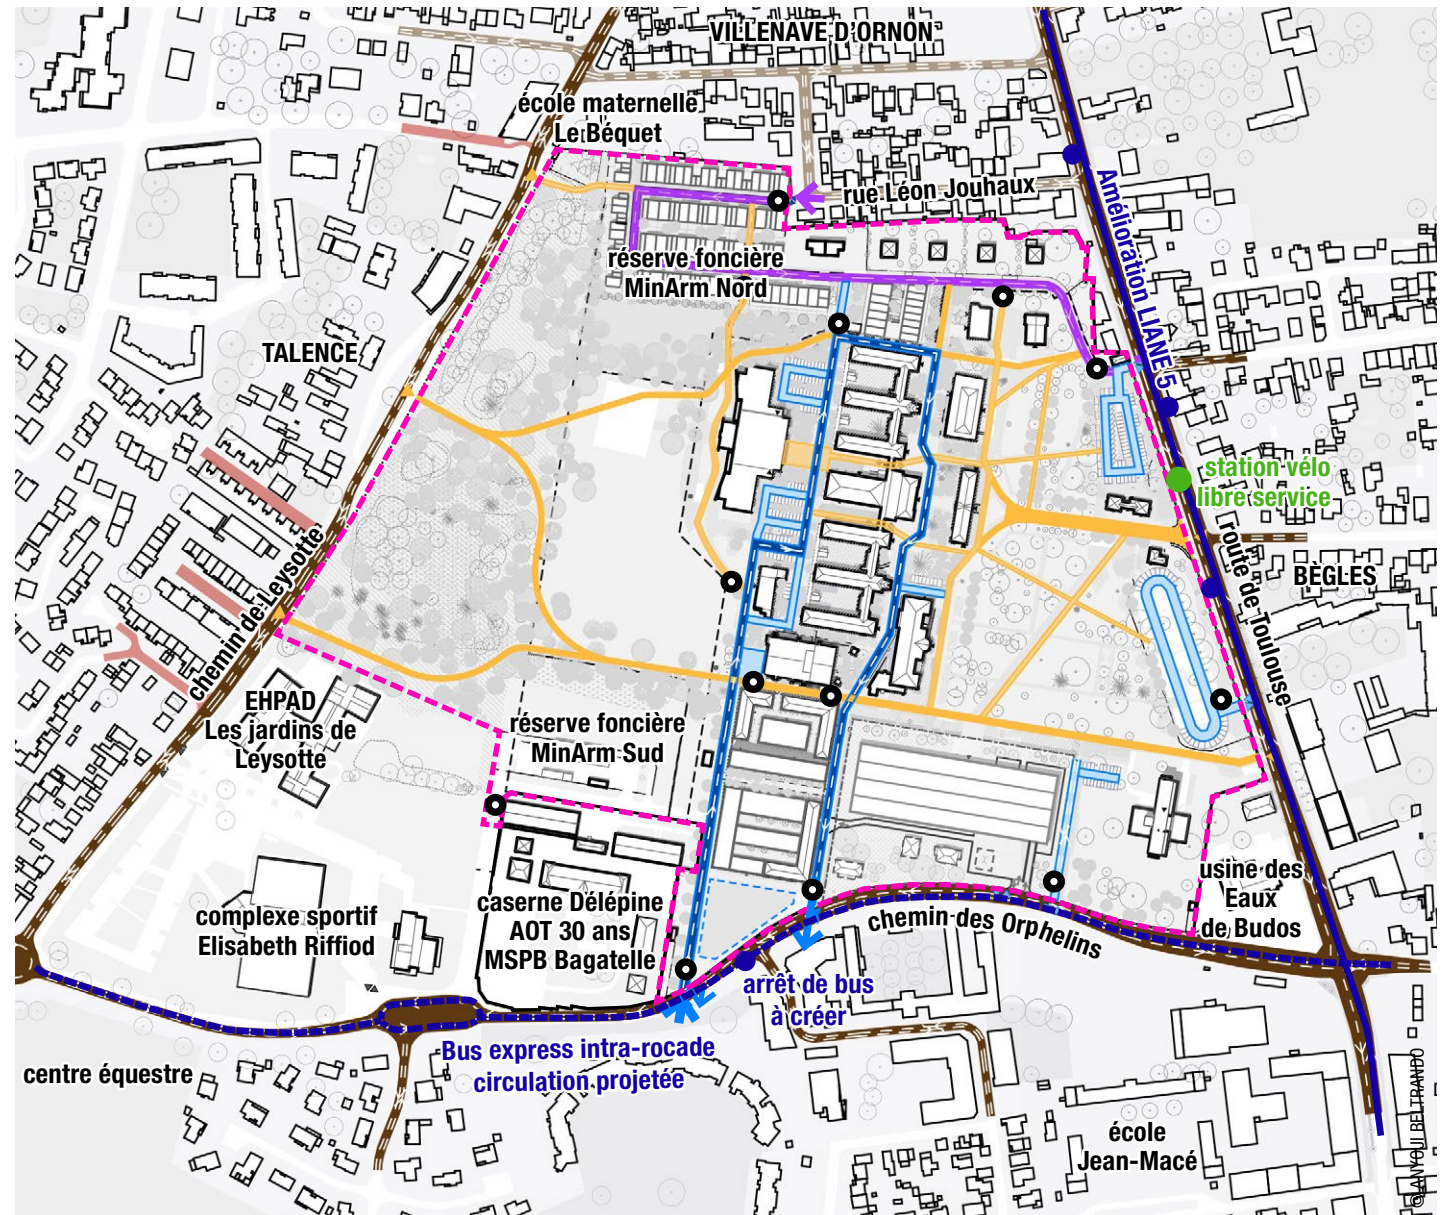 VILLENAVE D'ORNON
école maternelle
Le Béquet
rue Léon Jouhaux
Amélioration LIANE 5
réserve foncière
MinArm Nord
TALENCE
station vélo
libre service
route de Toulouse
BÈGLES
chemin de Leysotte
EHPAD
Les jardins de
Leysotte
réserve foncière
MinArm Sud
complexe sportif
Elisabeth Riffiod
caserne Délépine
AOT 30 ans
MSPB Bagatelle
chemin des Orphelins
usine des
Eaux
de Budos
arrêt de bus
à créer
Bus express intra-rocade
circulation projetée
centre équestre
école
Jean-Macé
©LANYOUI BELTRANDO